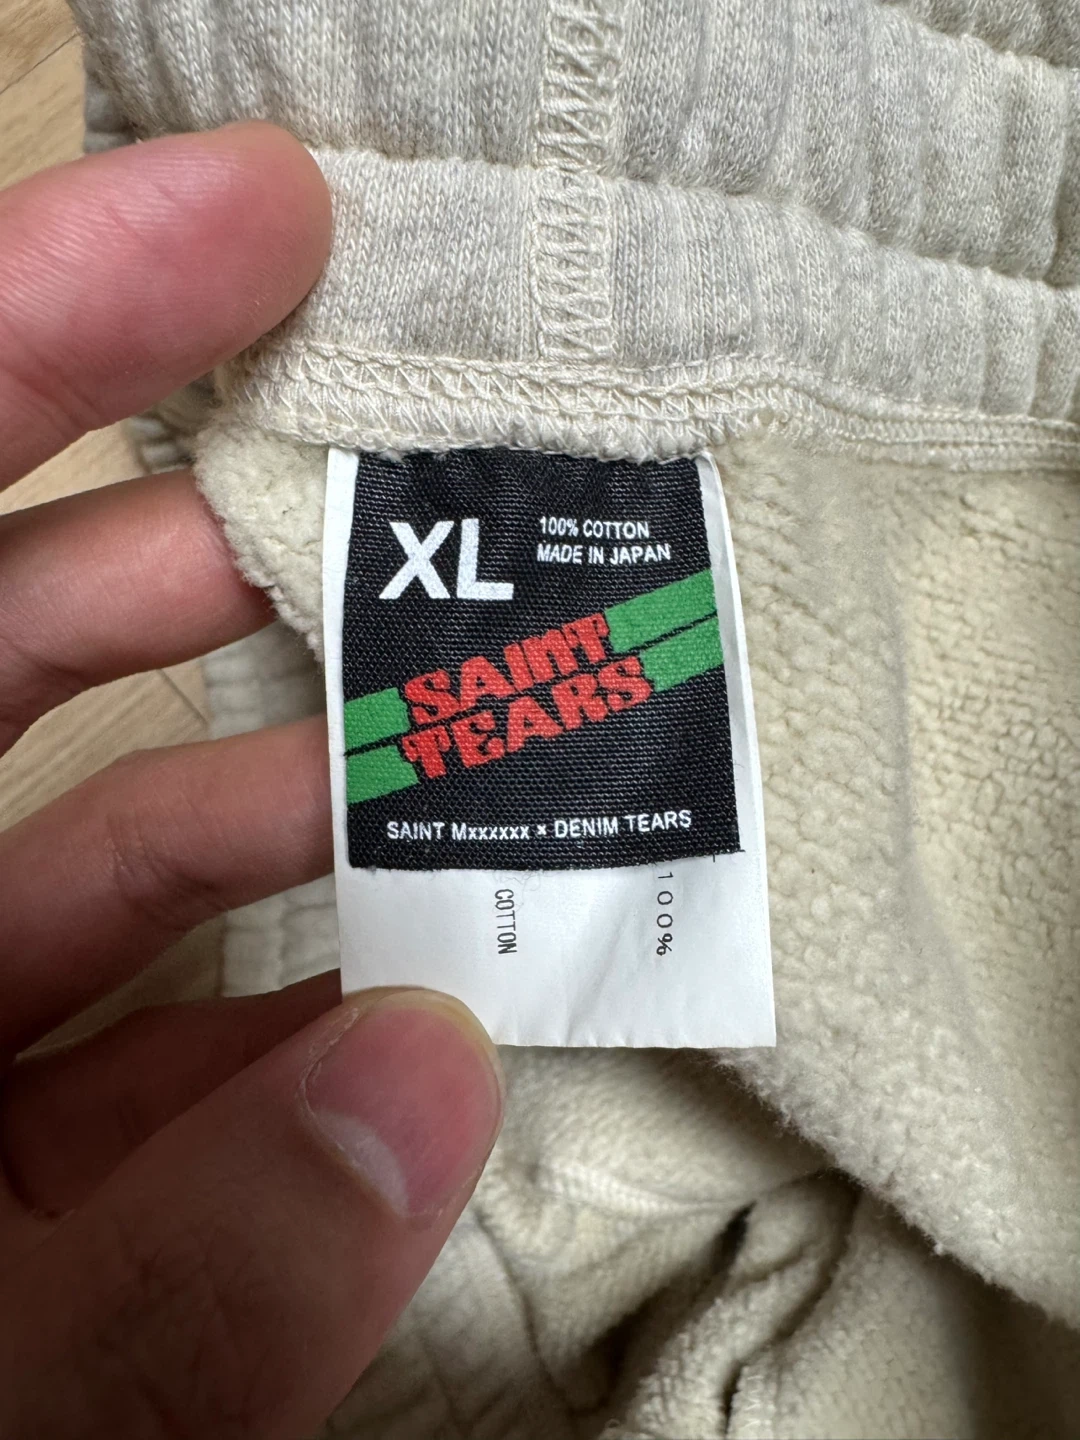 XL
100% COTTON
MADE IN JAPAN
SAINT
TEARS
SAINT Mxxxxxx × DENIM TEARS
100%
COTTON